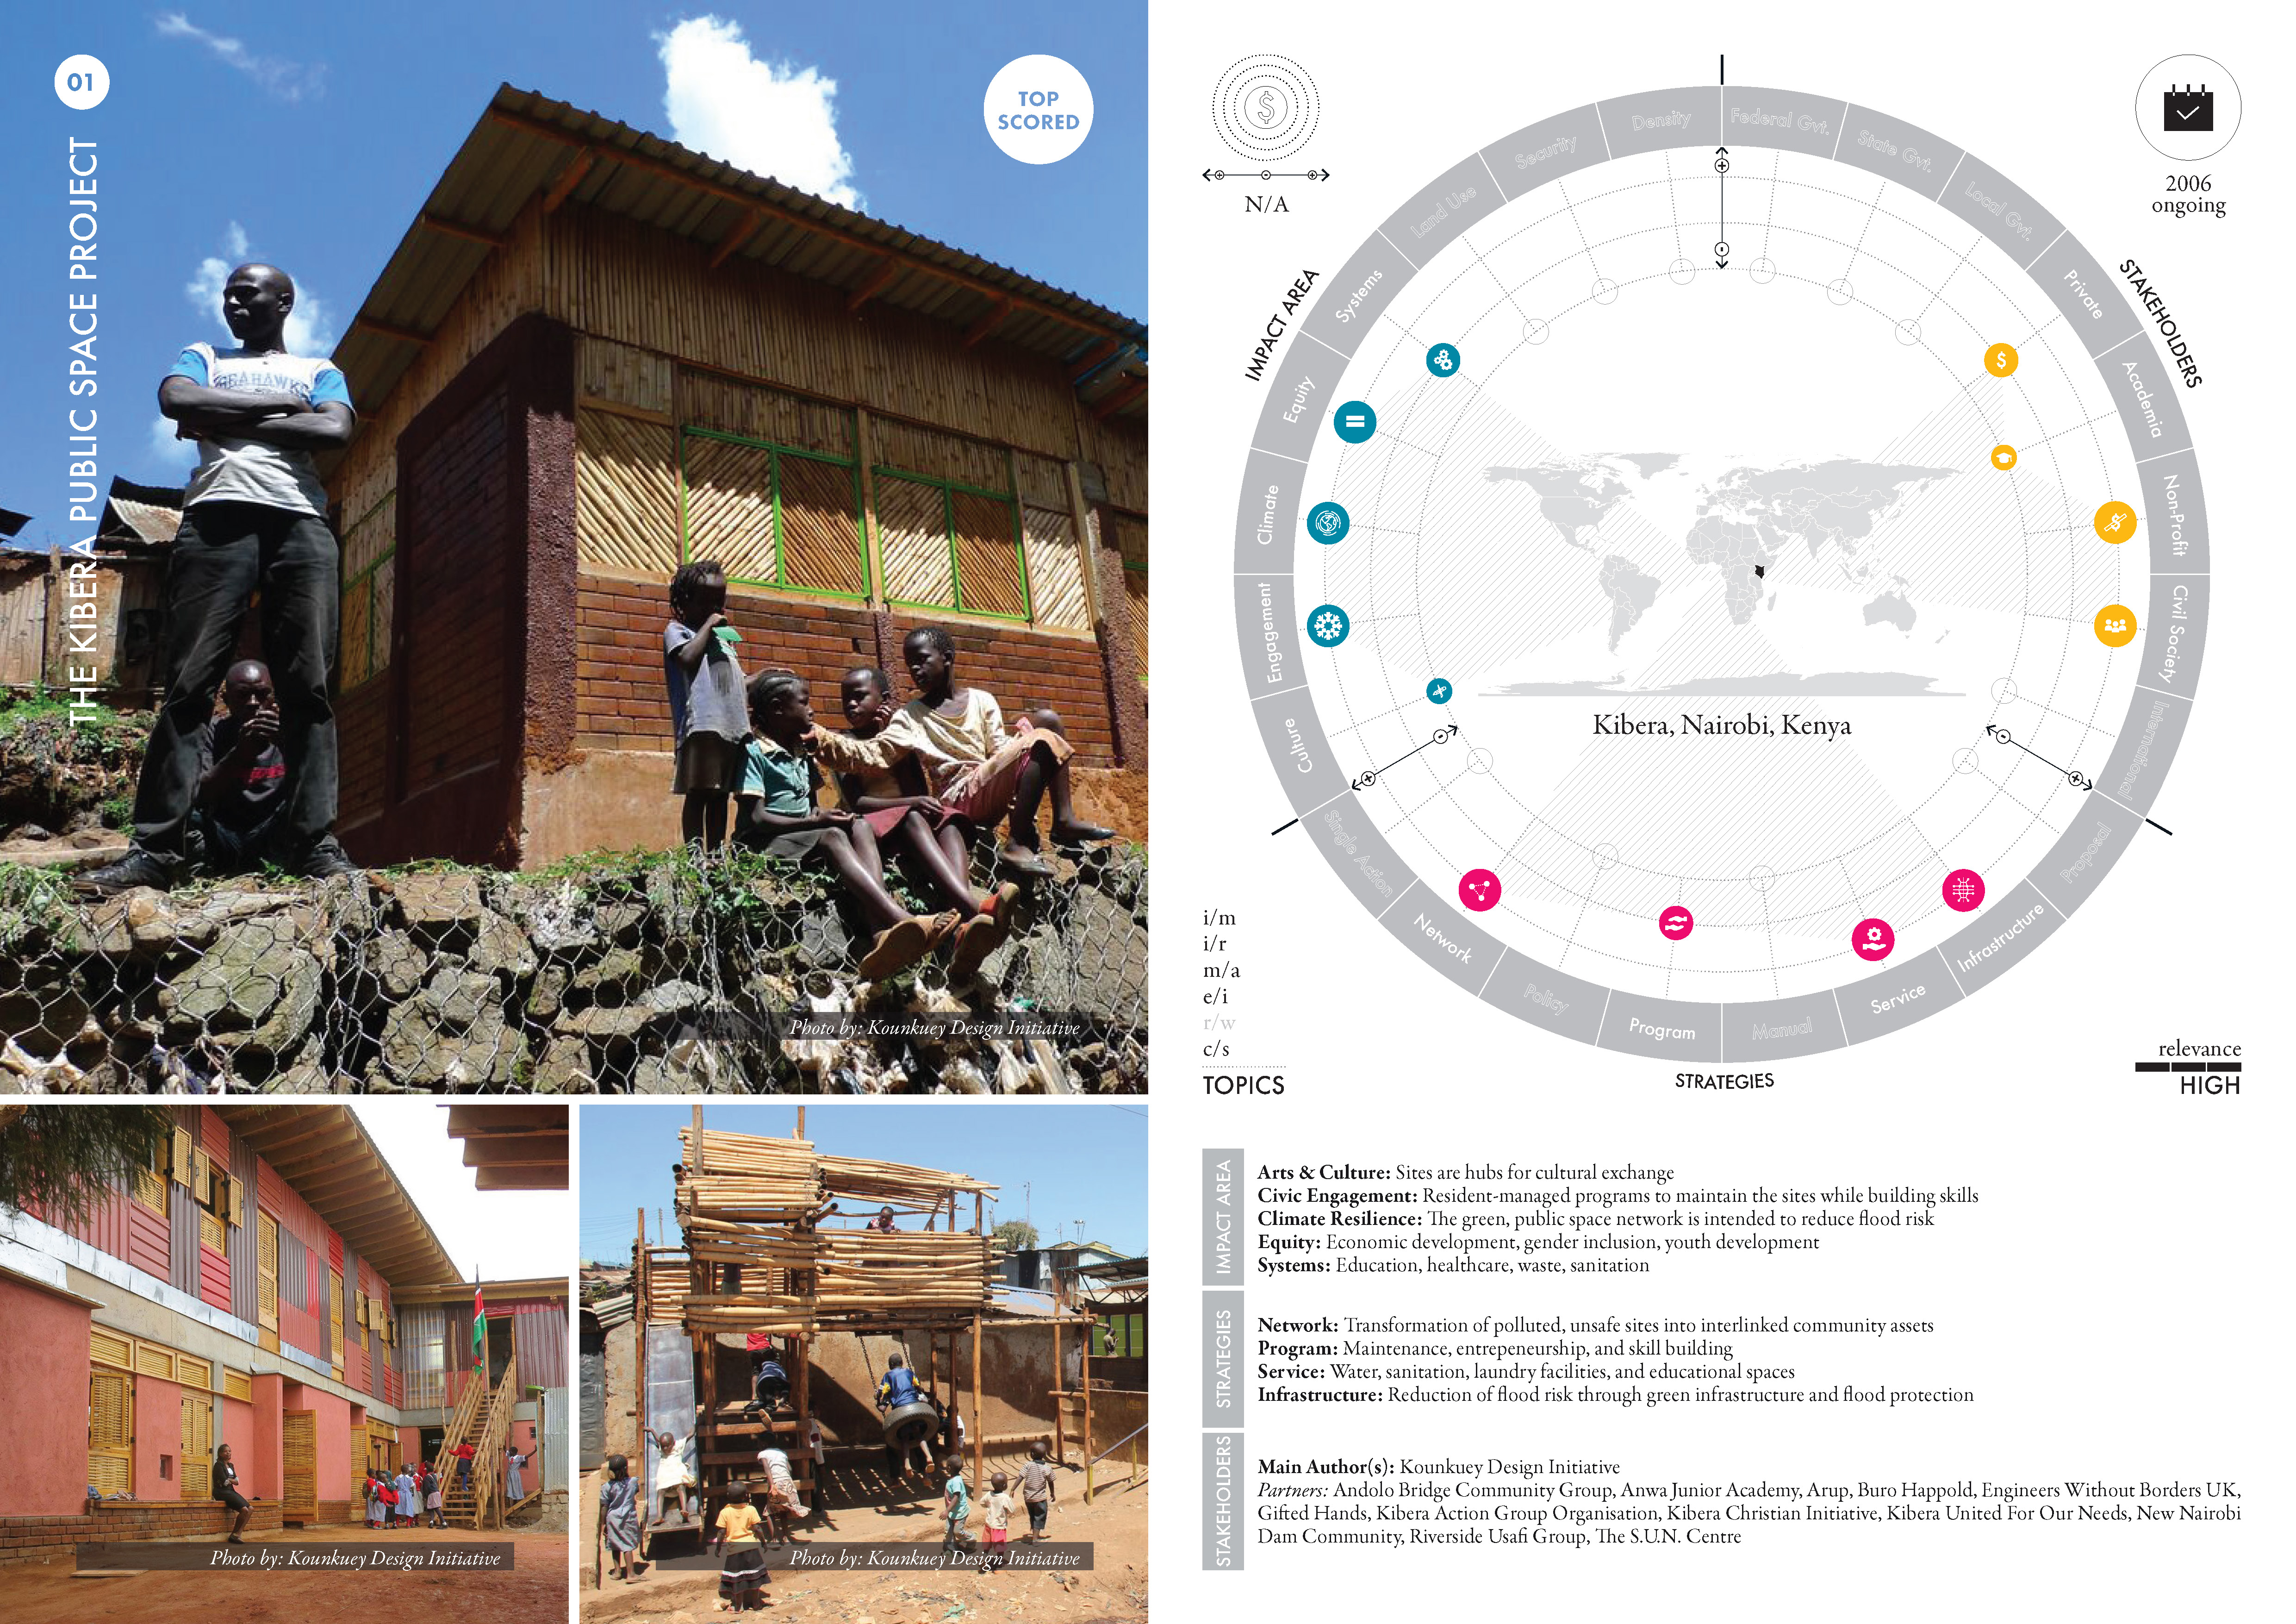 01
THE KIBERA PUBLIC SPACE PROJECT
TOP
SCORED
SEAHAWKS
Photo by: Kounkuey Design Initiative
Photo by: Kounkuey Design Initiative
Photo by: Kounkuey Design Initiative
$
N/A
2006
ongoing
IMPACT AREA
STAKEHOLDERS
STRATEGIES
Culture
Engagement
Climate
Equity
Systems
Land Use
Security
Density
Federal Gvt.
State Gvt.
Local Gvt.
Private
Academia
Non-Profit
Civil Society
International
Proposal
Infrastructure
Service
Manual
Program
Policy
Network
Single Action
$
Kibera, Nairobi, Kenya
i/m
i/r
m/a
e/i
r/w
c/s
TOPICS
relevance
HIGH
IMPACT AREA
Arts & Culture: Sites are hubs for cultural exchange
Civic Engagement: Resident-managed programs to maintain the sites while building skills
Climate Resilience: The green, public space network is intended to reduce flood risk
Equity: Economic development, gender inclusion, youth development
Systems: Education, healthcare, waste, sanitation
STRATEGIES
Network: Transformation of polluted, unsafe sites into interlinked community assets
Program: Maintenance, entrepeneurship, and skill building
Service: Water, sanitation, laundry facilities, and educational spaces
Infrastructure: Reduction of flood risk through green infrastructure and flood protection
STAKEHOLDERS
Main Author(s): Kounkuey Design Initiative
Partners: Andolo Bridge Community Group, Anwa Junior Academy, Arup, Buro Happold, Engineers Without Borders UK,
Gifted Hands, Kibera Action Group Organisation, Kibera Christian Initiative, Kibera United For Our Needs, New Nairobi
Dam Community, Riverside Usafi Group, The S.U.N. Centre